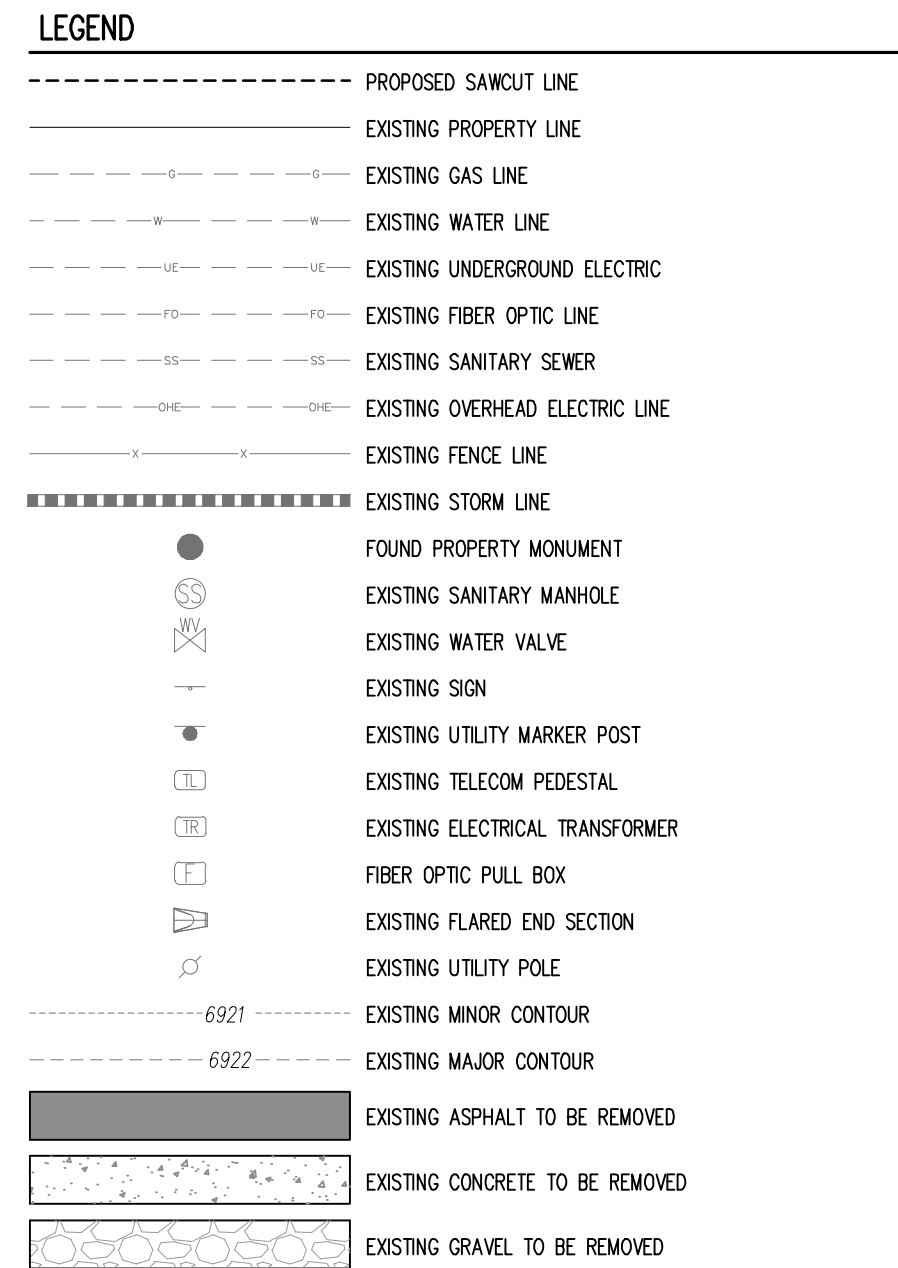 LEGEND
PROPOSED SAWCUT LINE
EXISTING PROPERTY LINE
G G EXISTING GAS LINE
W W EXISTING WATER LINE
UE UE EXISTING UNDERGROUND ELECTRIC
FO FO EXISTING FIBER OPTIC LINE
SS SS EXISTING SANITARY SEWER
OHE OHE EXISTING OVERHEAD ELECTRIC LINE
X X EXISTING FENCE LINE
EXISTING STORM LINE
FOUND PROPERTY MONUMENT
SS EXISTING SANITARY MANHOLE
WV EXISTING WATER VALVE
EXISTING SIGN
EXISTING UTILITY MARKER POST
TL EXISTING TELECOM PEDESTAL
TR EXISTING ELECTRICAL TRANSFORMER
F FIBER OPTIC PULL BOX
EXISTING FLARED END SECTION
EXISTING UTILITY POLE
6921 EXISTING MINOR CONTOUR
6922 EXISTING MAJOR CONTOUR
EXISTING ASPHALT TO BE REMOVED
EXISTING CONCRETE TO BE REMOVED
EXISTING GRAVEL TO BE REMOVED